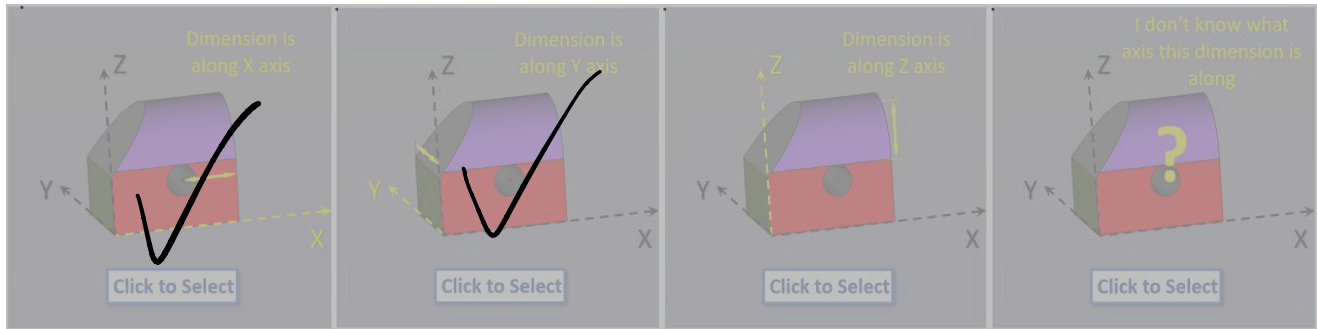 Dimension is
along X axis
Z
Y
X
Click to Select
Dimension is
along Y axis
Z
Y
X
Click to Select
Dimension is
along Z axis
Z
Y
X
Click to Select
I don't know what
axis this dimension is
along
Z
?
Y
X
Click to Select